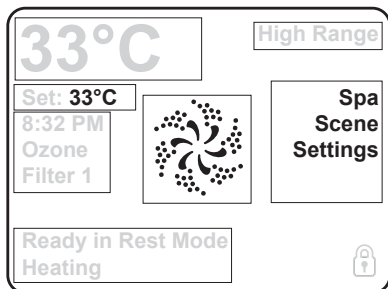 33°C
High Range
Set: 33°C
8:32 PM
Ozone
Filter 1
Spa
Scene
Settings
Ready in Rest Mode
Heating